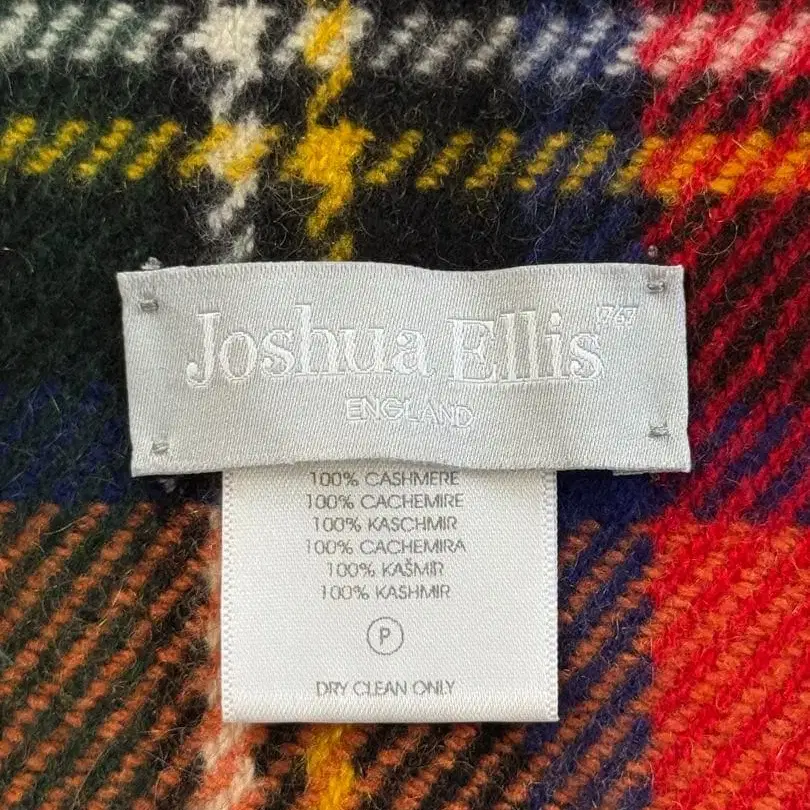 Joshua Ellis 1767
ENGLAND
100% CASHMERE
100% CACHEMIRE
100% KASCHMIR
100% CACHEMIRA
100% KAŠMIR
100% KASHMIR
P
DRY CLEAN ONLY